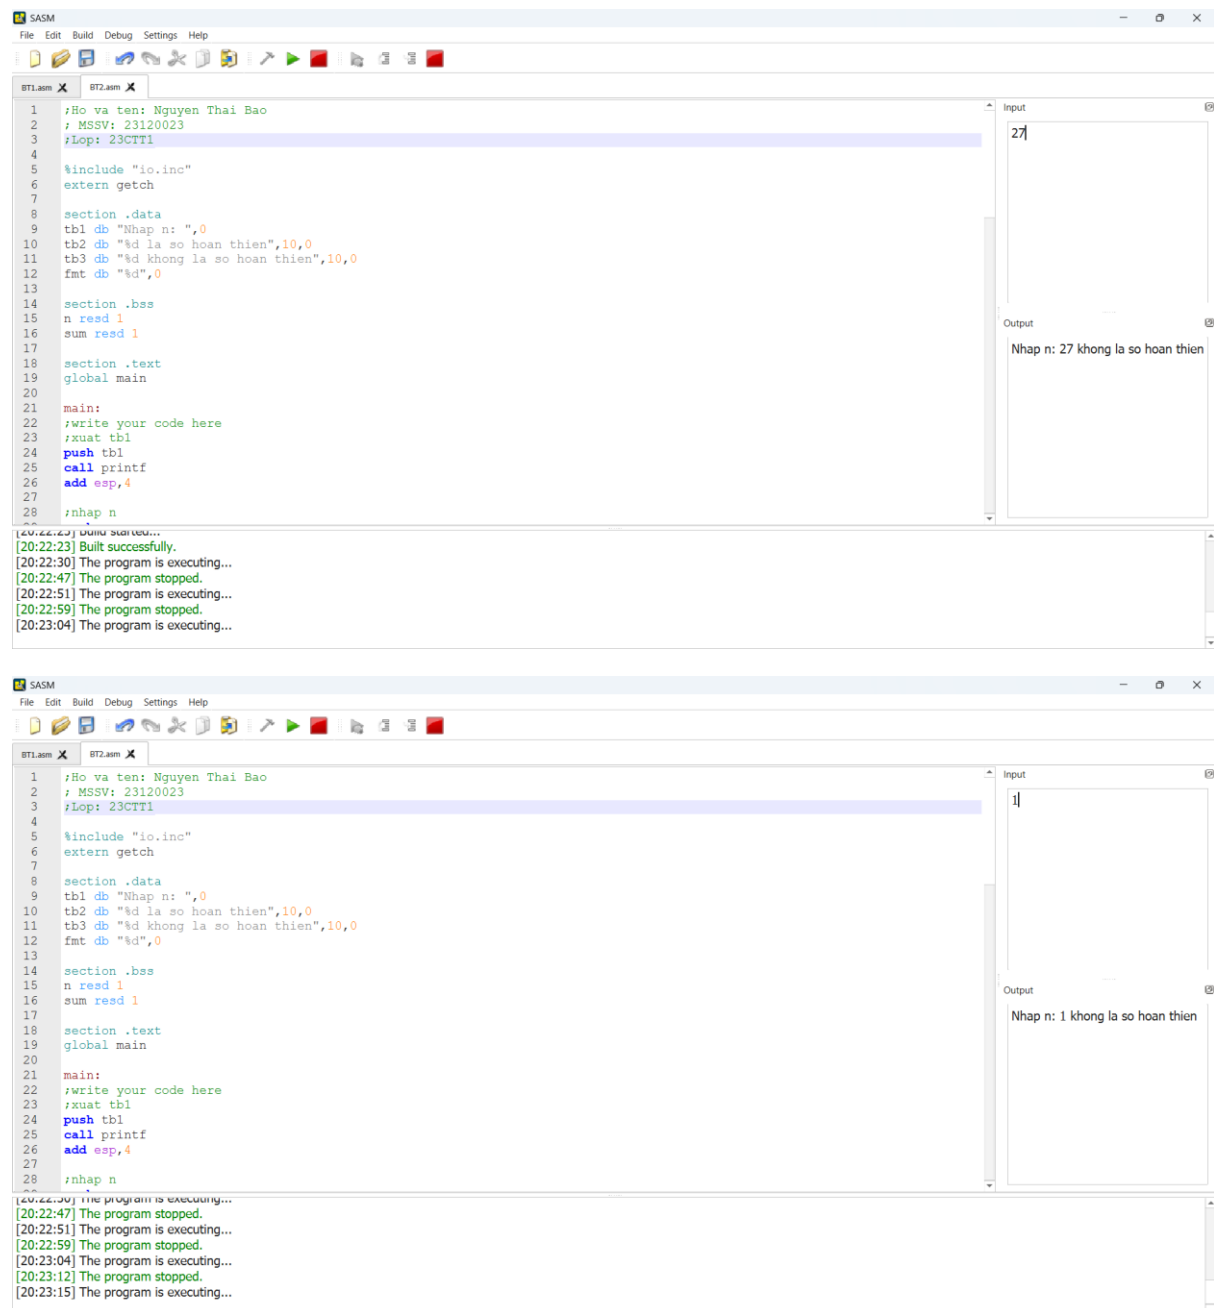 SASM
File Edit Build Debug Settings Help
BT1.asm BT2.asm
1 ;Ho va ten: Nguyen Thai Bao
2 ; MSSV: 23120023
3 ;Lop: 23CTT1
4
5 %include "io.inc"
6 extern getch
7
8 section .data
9 tb1 db "Nhap n: ",0
10 tb2 db "%d la so hoan thien",10,0
11 tb3 db "%d khong la so hoan thien",10,0
12 fmt db "%d",0
13
14 section .bss
15 n resd 1
16 sum resd 1
17
18 section .text
19 global main
20
21 main:
22 ;write your code here
23 ;xuat tb1
24 push tb1
25 call printf
26 add esp,4
27
28 ;nhap n
Input
27
Output
Nhap n: 27 khong la so hoan thien
[20:22:23] Build started...
[20:22:23] Built successfully.
[20:22:30] The program is executing...
[20:22:47] The program stopped.
[20:22:51] The program is executing...
[20:22:59] The program stopped.
[20:23:04] The program is executing...
SASM
File Edit Build Debug Settings Help
BT1.asm BT2.asm
1 ;Ho va ten: Nguyen Thai Bao
2 ; MSSV: 23120023
3 ;Lop: 23CTT1
4
5 %include "io.inc"
6 extern getch
7
8 section .data
9 tb1 db "Nhap n: ",0
10 tb2 db "%d la so hoan thien",10,0
11 tb3 db "%d khong la so hoan thien",10,0
12 fmt db "%d",0
13
14 section .bss
15 n resd 1
16 sum resd 1
17
18 section .text
19 global main
20
21 main:
22 ;write your code here
23 ;xuat tb1
24 push tb1
25 call printf
26 add esp,4
27
28 ;nhap n
Input
1
Output
Nhap n: 1 khong la so hoan thien
[20:22:30] The program is executing...
[20:22:47] The program stopped.
[20:22:51] The program is executing...
[20:22:59] The program stopped.
[20:23:04] The program is executing...
[20:23:12] The program stopped.
[20:23:15] The program is executing...